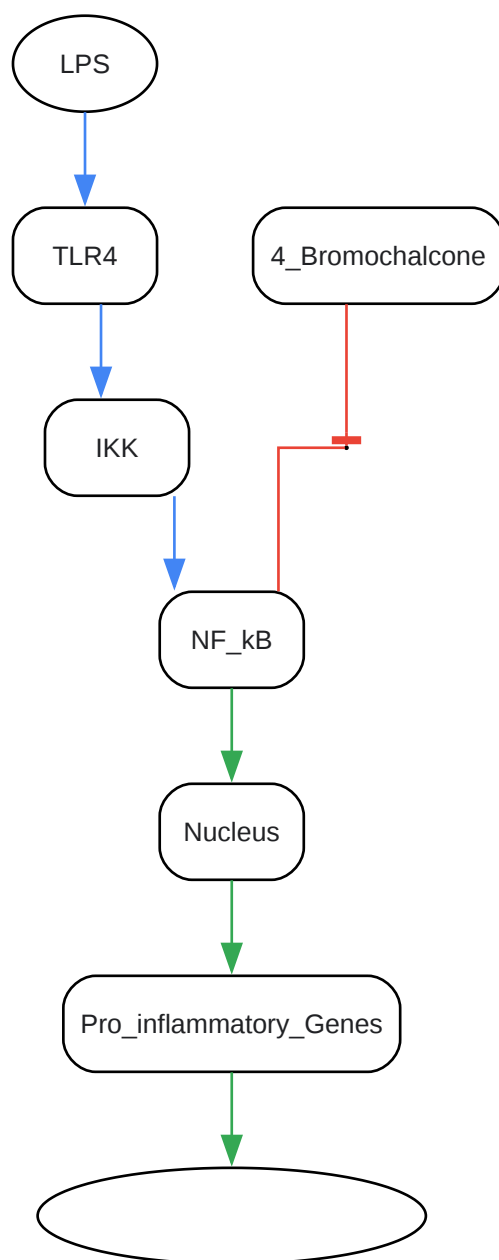 LPS
TLR4
4_Bromochalcone
IKK
NF_kB
Nucleus
Pro_inflammatory_Genes